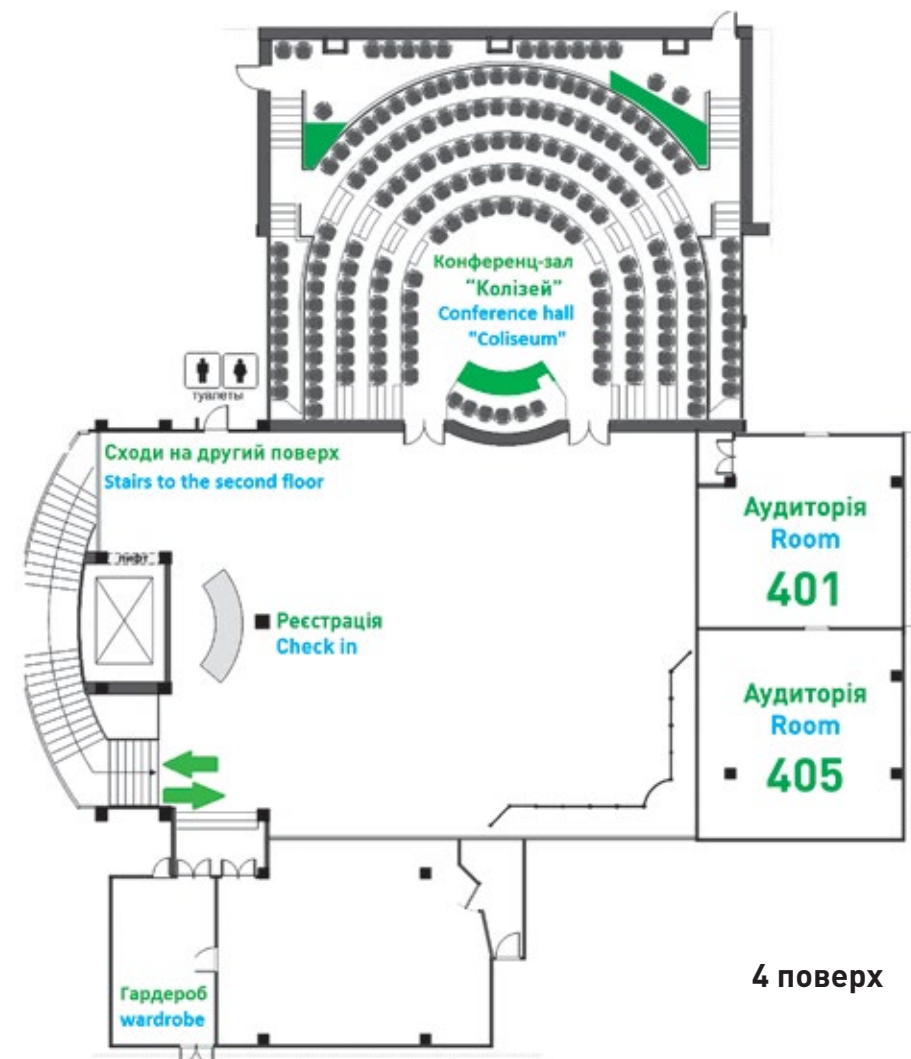 Конференц-зал
"Колізей"
Conference hall
"Coliseum"
туалеты
Сходи на другий поверх
Stairs to the second floor
лифт
Реєстрація
Check in
Аудиторія
Room
401
Аудиторія
Room
405
Гардероб
wardrobe
4 поверх